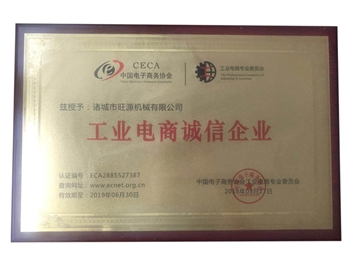 CECA
中国电子商务协会
工业电商专业委员会
兹授予：诸城市旺源机械有限公司
工业电商诚信企业
认证编号：ECA2885527387
查询网址：www.ecnet.org.cn
有效期至：2019年06月30日
中国电子商务协会工业电商专业委员会